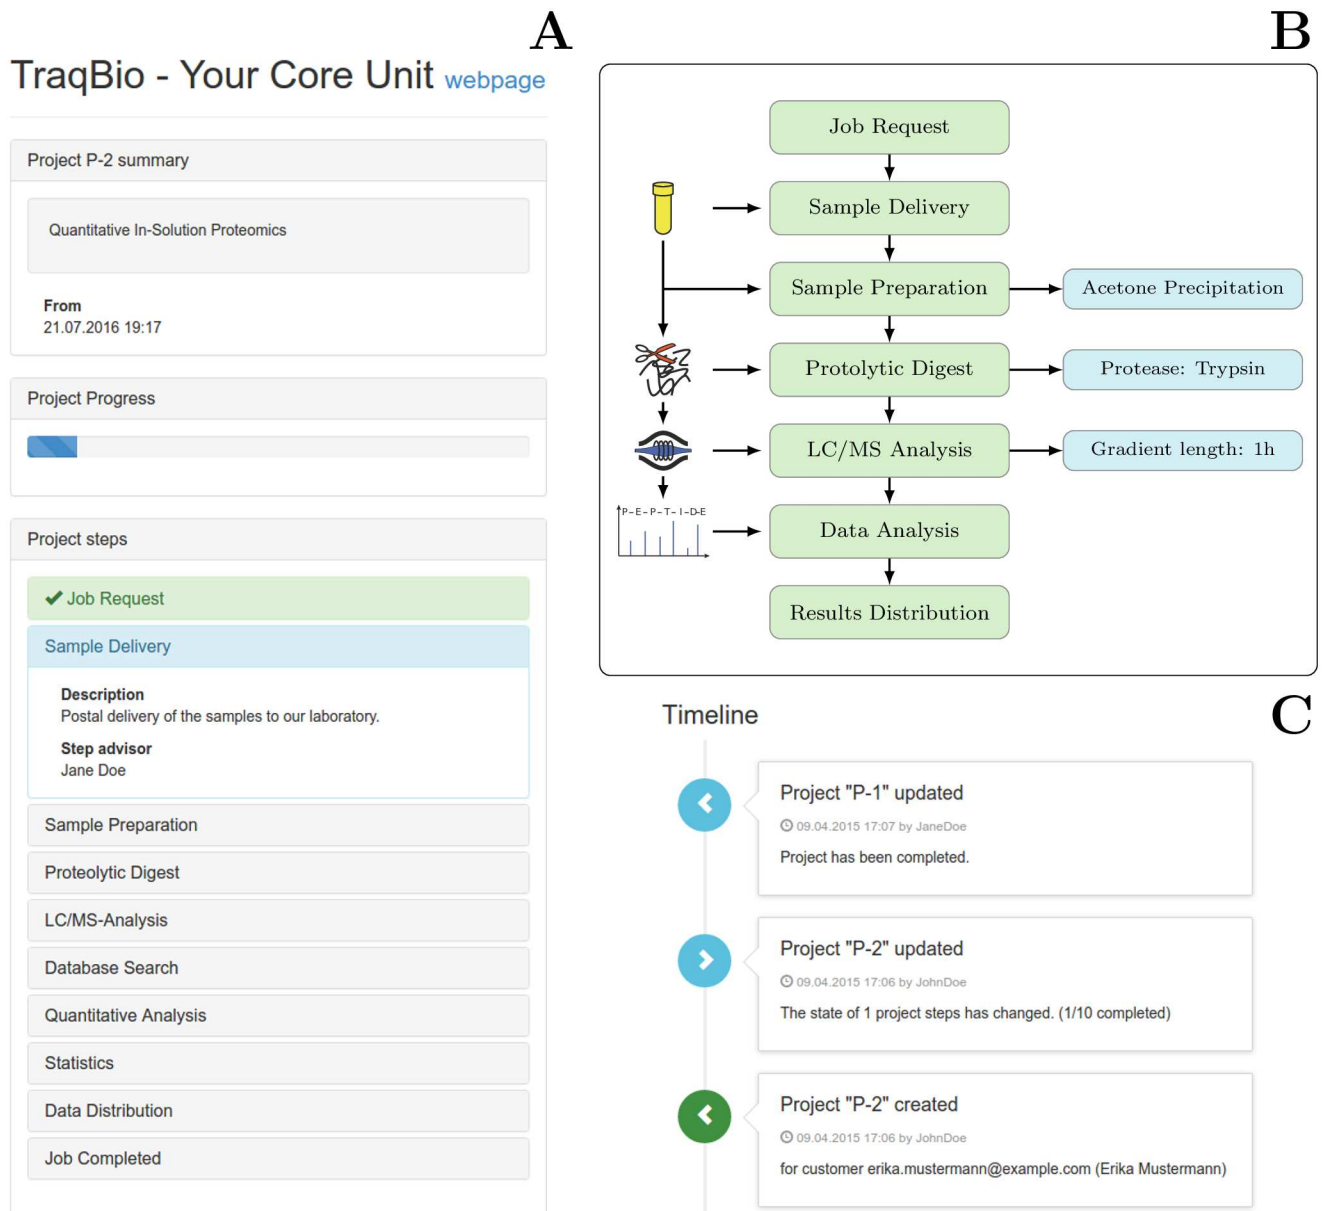 A
TraqBio - Your Core Unit webpage
Project P-2 summary
Quantitative In-Solution Proteomics
From
21.07.2016 19:17
Project Progress
Project steps
Job Request
Sample Delivery
Description
Postal delivery of the samples to our laboratory.
Step advisor
Jane Doe
Sample Preparation
Proteolytic Digest
LC/MS-Analysis
Database Search
Quantitative Analysis
Statistics
Data Distribution
Job Completed
B
Job Request
Sample Delivery
Sample Preparation
Acetone Precipitation
Protolytic Digest
Protease: Trypsin
LC/MS Analysis
Gradient length: 1h
P-E-P-T-I-D-E
Data Analysis
Results Distribution
C
Timeline
Project "P-1" updated
09.04.2015 17:07 by JaneDoe
Project has been completed.
Project "P-2" updated
09.04.2015 17:06 by JohnDoe
The state of 1 project steps has changed. (1/10 completed)
Project "P-2" created
09.04.2015 17:06 by JohnDoe
for customer erika.mustermann@example.com (Erika Mustermann)